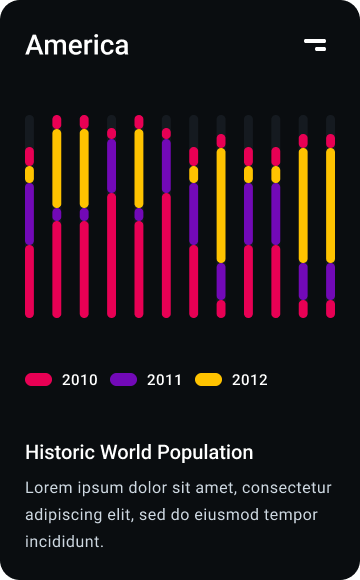 America
2010 2011 2012
Historic World Population
Lorem ipsum dolor sit amet, consectetur
adipiscing elit, sed do eiusmod tempor
incididunt.